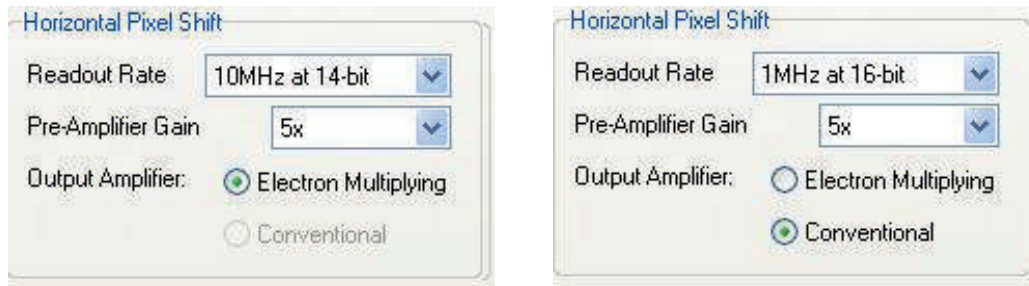 Horizontal Pixel Shift
Readout Rate 10MHz at 14-bit
Pre-Amplifier Gain 5x
Output Amplifier: Electron Multiplying
Conventional
Horizontal Pixel Shift
Readout Rate 1MHz at 16-bit
Pre-Amplifier Gain 5x
Output Amplifier: Electron Multiplying
Conventional